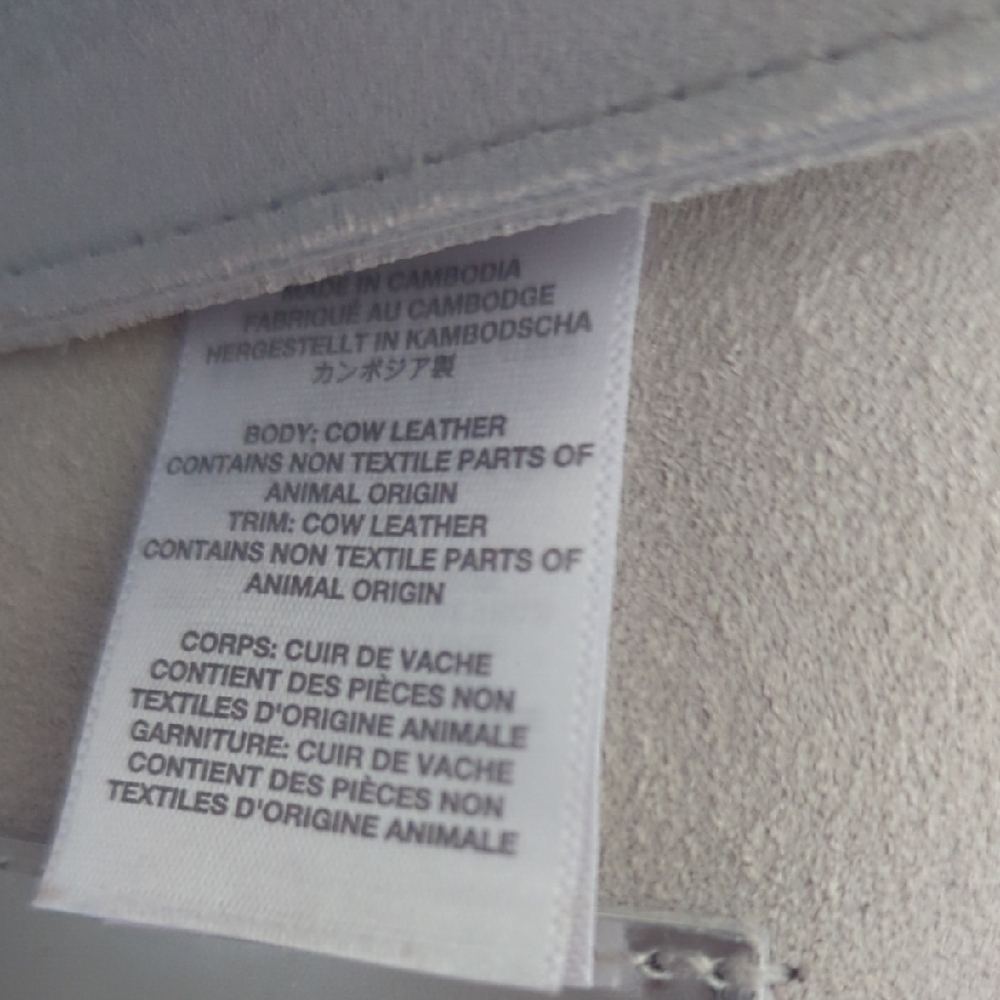 MADE IN CAMBODIA
FABRIQUÉ AU CAMBODGE
HERGESTELLT IN KAMBODSCHA
カンボジア製
BODY: COW LEATHER
CONTAINS NON TEXTILE PARTS OF
ANIMAL ORIGIN
TRIM: COW LEATHER
CONTAINS NON TEXTILE PARTS OF
ANIMAL ORIGIN
CORPS: CUIR DE VACHE
CONTIENT DES PIÈCES NON
TEXTILES D'ORIGINE ANIMALE
GARNITURE: CUIR DE VACHE
CONTIENT DES PIÈCES NON
TEXTILES D'ORIGINE ANIMALE